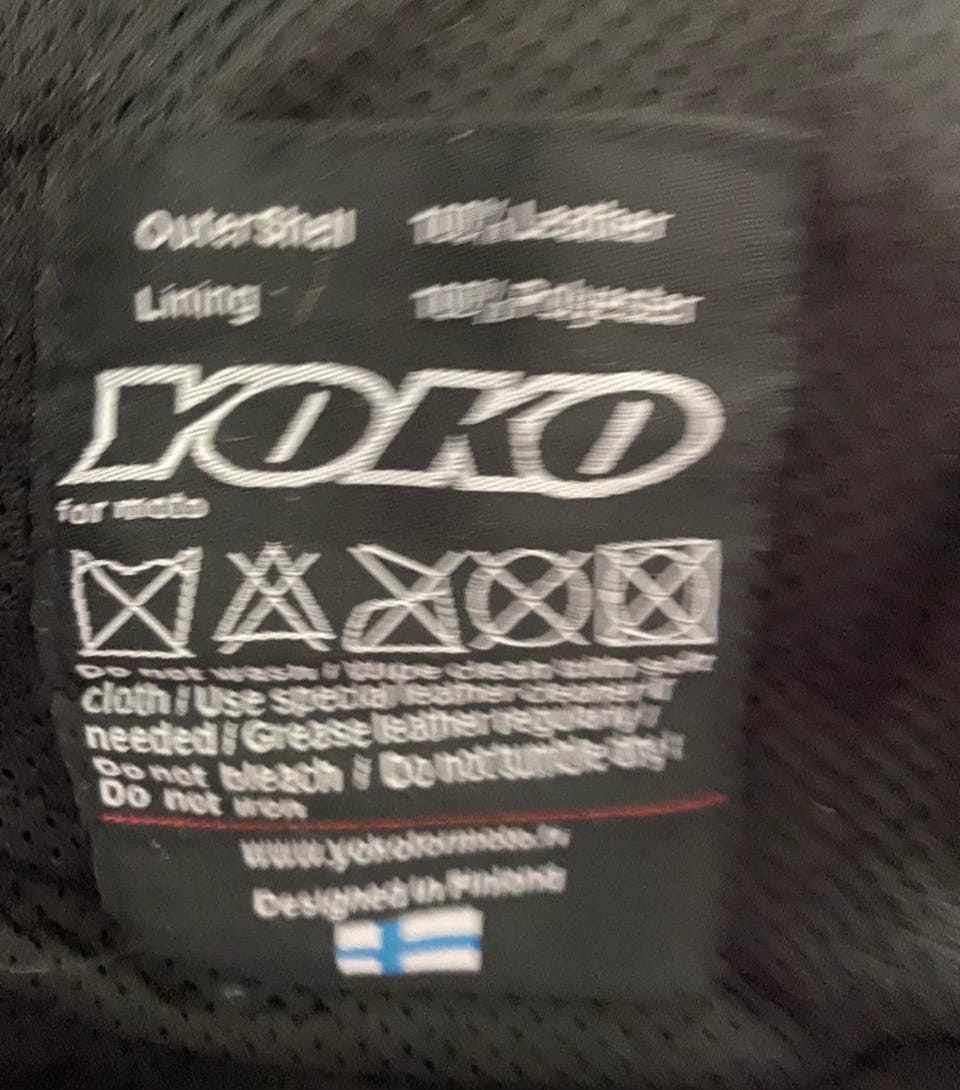 OuterShell 100% Leather
Lining 100% Polyester
YOKO
for moto
Do not wash / Wipe clean with soft
cloth / Use special leather cleaner if
needed / Grease leather regularly /
Do not bleach / Do not tumble dry /
Do not iron
www.yokoformoto.fi
Designed in Finland